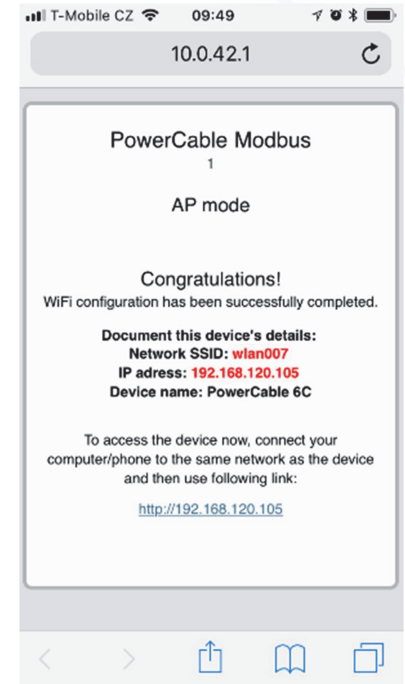 T-Mobile CZ 09:49
10.0.42.1
PowerCable Modbus
1
AP mode
Congratulations!
WiFi configuration has been successfully completed.
Document this device's details:
Network SSID: wlan007
IP adress: 192.168.120.105
Device name: PowerCable 6C
To access the device now, connect your
computer/phone to the same network as the device
and then use following link:
http://192.168.120.105